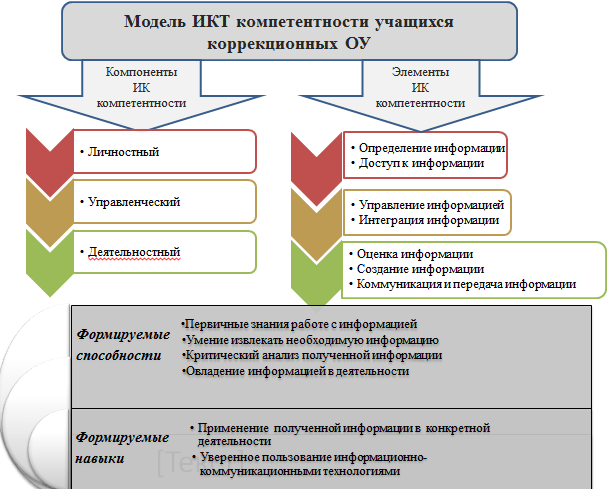 Модель ИКТ компетентности учащихся
коррекционных ОУ
Компоненты
ИК
компетентности
Элементы
ИК
компетентности
• Личностный
• Управленческий
• Деятельностный
• Определение информации
• Доступ к информации
• Управление информацией
• Интеграция информации
• Оценка информации
• Создание информации
• Коммуникация и передача информации
Формируемые
способности
•Первичные знания работе с информацией
•Умение извлекать необходимую информацию
•Критический анализ полученной информации
•Овладение информацией в деятельности
Формируемые
навыки
• Применение полученной информации в конкретной
деятельности
• Уверенное пользование информационно-
коммуникационными технологиями